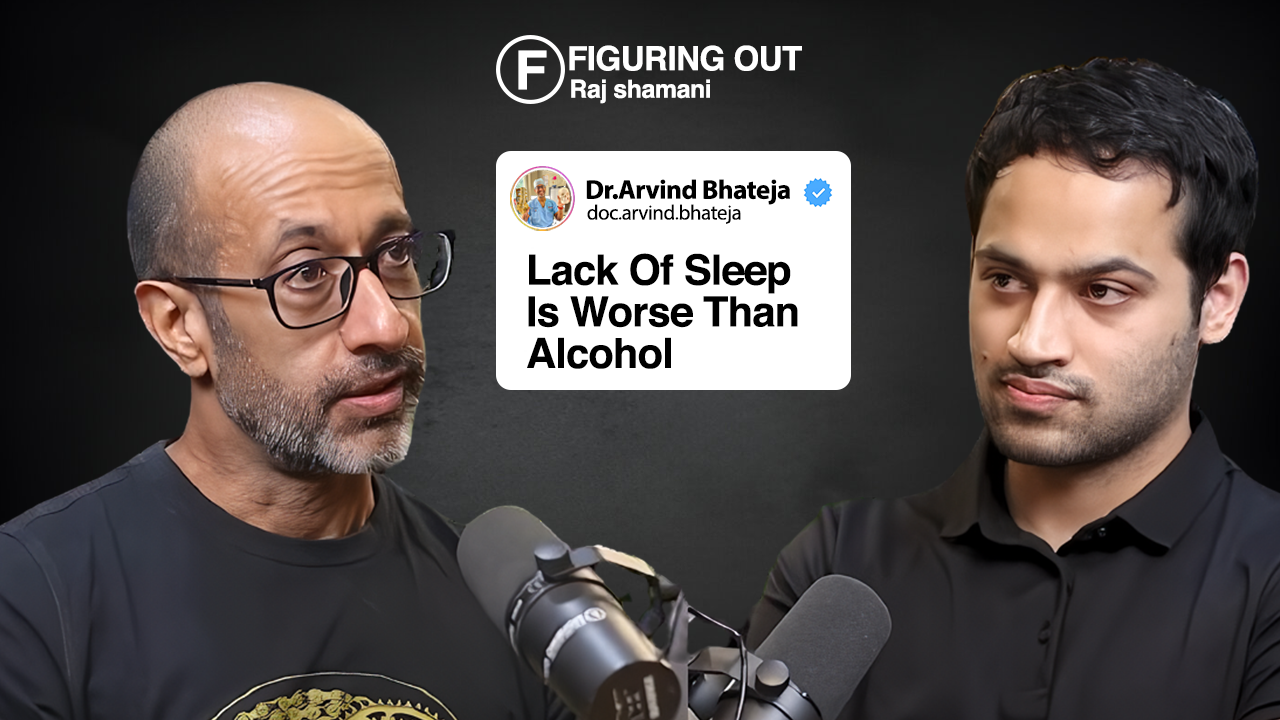 F
FIGURING OUT
Raj shamani
Dr.Arvind Bhateja
doc.arvind.bhateja
Lack Of Sleep
Is Worse Than
Alcohol